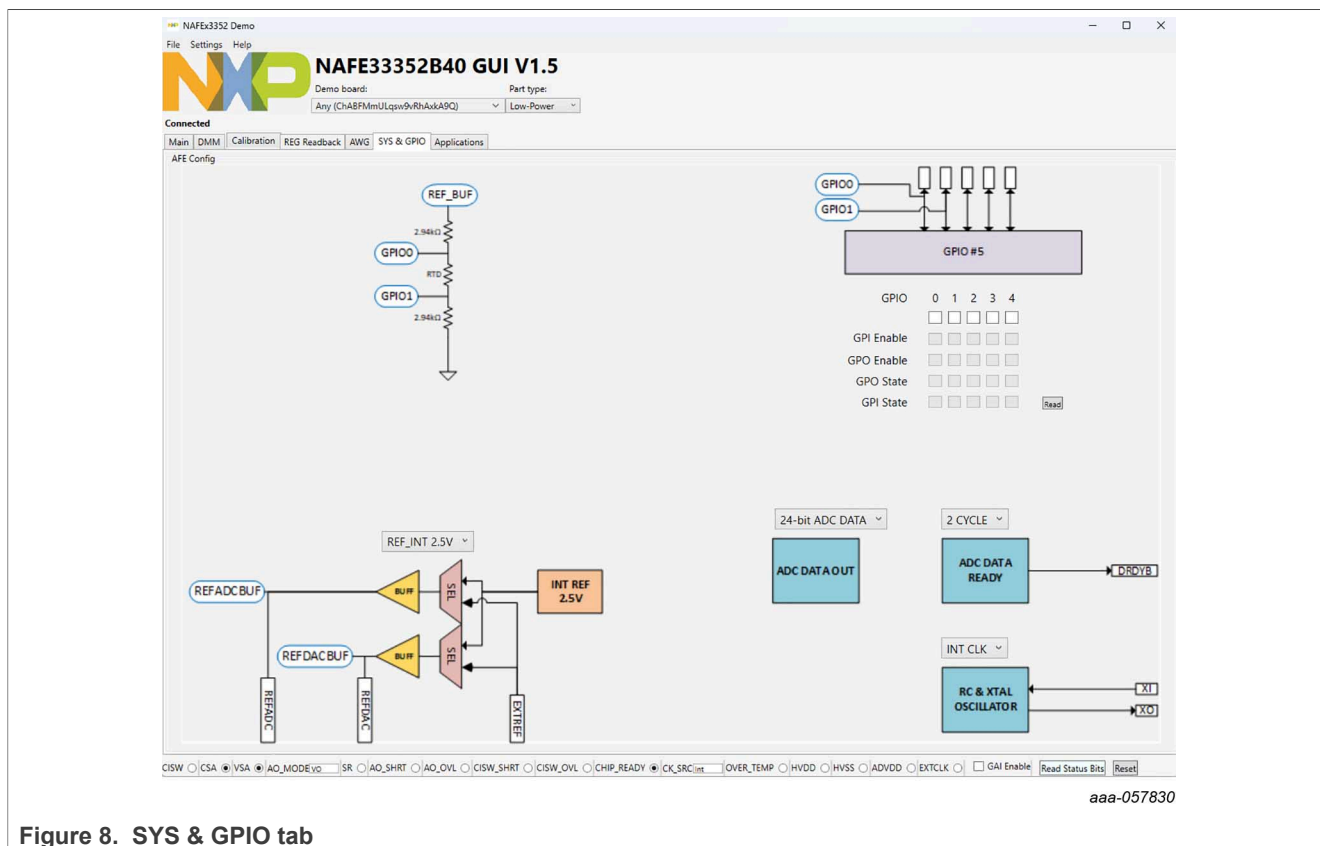 NAFEx3352 Demo
File Settings Help
NXP
NAFE33352B40 GUI V1.5
Demo board: Part type:
Any (ChABFMmULqsw9vRhAxkA9Q) Low-Power
Connected
Main DMM Calibration REG Readback AWG SYS & GPIO Applications
AFE Config
REF_BUF
2.94kΩ
GPIO0
RTD
GPIO1
2.94kΩ
GPIO0
GPIO1
GPIO #5
GPIO 0 1 2 3 4
GPI Enable
GPO Enable
GPO State
GPI State Read
REF_INT 2.5V
REFADCBUF
BUFF
SEL
INT REF
2.5V
REFDACBUF
BUFF
SEL
REFADC
REFDAC
EXTREF
24-bit ADC DATA
ADC DATA OUT
2 CYCLE
ADC DATA
READY
DRDYB
INT CLK
RC & XTAL
OSCILLATOR
XI
XO
CISW CSA VSA AO_MODE VO SR AO_SHRT AO_OVL CISW_SHRT CISW_OVL CHIP_READY CK_SRC Int OVER_TEMP HVDD HVSS ADVDD EXTCLK GAI Enable Read Status Bits Reset
aaa-057830
Figure 8. SYS & GPIO tab